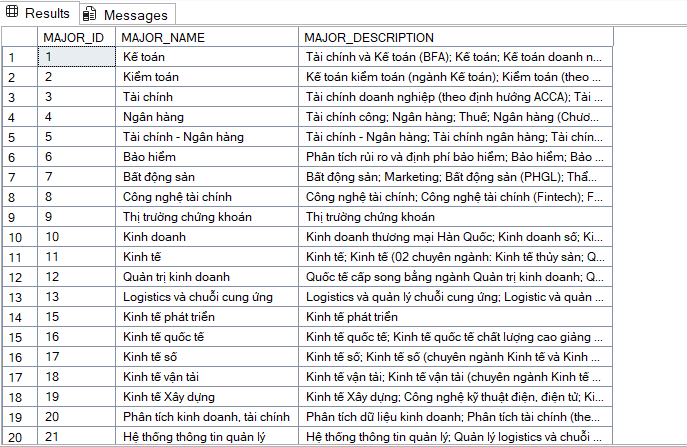 Results Messages
MAJOR_ID MAJOR_NAME MAJOR_DESCRIPTION
1 1 Kế toán Tài chính và Kế toán (BFA); Kế toán; Kế toán doanh n...
2 2 Kiểm toán Kế toán kiểm toán (ngành Kế toán); Kiểm toán (theo ...
3 3 Tài chính Tài chính doanh nghiệp (theo định hướng ACCA); Tài ...
4 4 Ngân hàng Tài chính công; Ngân hàng; Thuế; Ngân hàng (Chươ...
5 5 Tài chính - Ngân hàng Tài chính - Ngân hàng; Tài chính ngân hàng; Tài chín...
6 6 Bảo hiểm Phân tích rủi ro và định phí bảo hiểm; Bảo hiểm; Bảo ...
7 7 Bất động sản Bất động sản; Marketing; Bất động sản (PHGL); Thẩ...
8 8 Công nghệ tài chính Công nghệ tài chính; Công nghệ tài chính (Fintech); F...
9 9 Thị trường chứng khoán Thị trường chứng khoán
10 10 Kinh doanh Kinh doanh thương mại Hàn Quốc; Kinh doanh số; Ki...
11 11 Kinh tế Kinh tế; Kinh tế (02 chuyên ngành: Kinh tế thủy sản; Q...
12 12 Quản trị kinh doanh Quốc tế cấp song bằng ngành Quản trị kinh doanh; Q...
13 13 Logistics và chuỗi cung ứng Logistics và quản lý chuỗi cung ứng; Logistic và quản ...
14 15 Kinh tế phát triển Kinh tế phát triển
15 16 Kinh tế quốc tế Kinh tế quốc tế; Kinh tế quốc tế chất lượng cao giảng ...
16 17 Kinh tế số Kinh tế số; Kinh tế số (chuyên ngành Kinh tế và Kinh ...
17 18 Kinh tế vận tải Kinh tế vận tải; Kinh tế vận tải (chuyên ngành Kinh tế ...
18 19 Kinh tế Xây dựng Kinh tế Xây dựng; Công nghệ kỹ thuật điện, điện tử; Ki...
19 20 Phân tích kinh doanh, tài chính Phân tích dữ liệu kinh doanh; Phân tích tài chính (the...
20 21 Hệ thống thông tin quản lý Hệ thống thông tin quản lý; Quản lý logistics và chuỗi ...